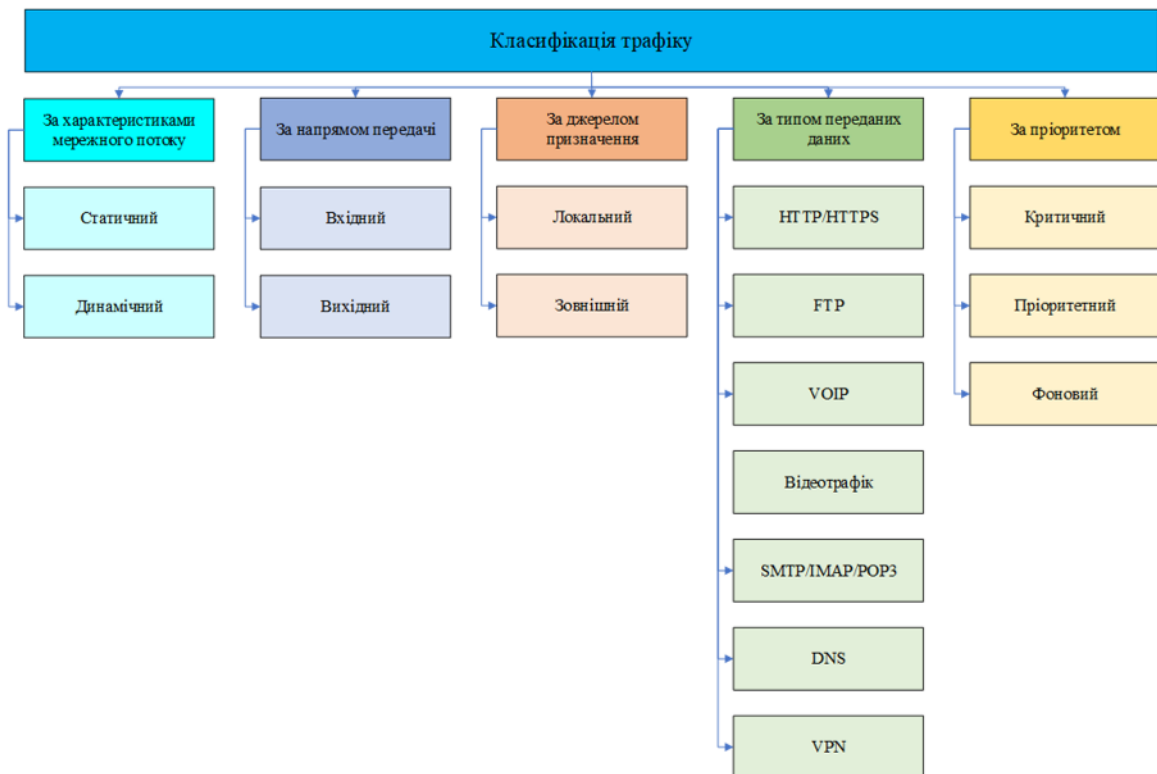 Класифікація трафіку
За характеристиками
мережного потоку
Статичний
Динамічний
За напрямом передачі
Вхідний
Вихідний
За джерелом
призначення
Локальний
Зовнішній
За типом переданих
даних
HTTP/HTTPS
FTP
VOIP
Відеотрафік
SMTP/IMAP/POP3
DNS
VPN
За пріоритетом
Критичний
Пріоритетний
Фоновий